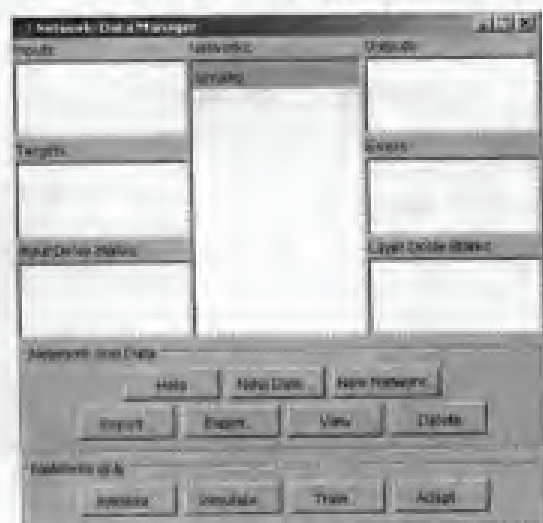 Network/Data Manager
Inputs: Networks: Outputs:
Targets: Errors:
Input Delay States: Layer Delay States:
Networks and Data
Help New Data... New Network...
Import... Export... View Delete
Networks only
Initialize... Simulate... Train... Adapt...